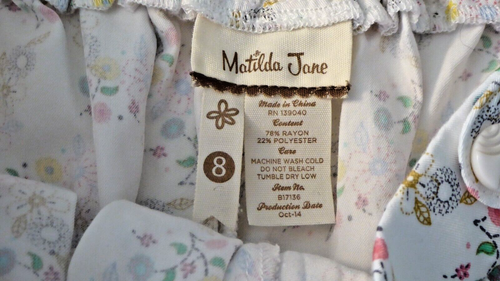 Matilda Jane
8
Made in China
RN 139040
Content
78% RAYON
22% POLYESTER
Care
MACHINE WASH COLD
DO NOT BLEACH
TUMBLE DRY LOW
Item No.
B17136
Production Date
Oct-14